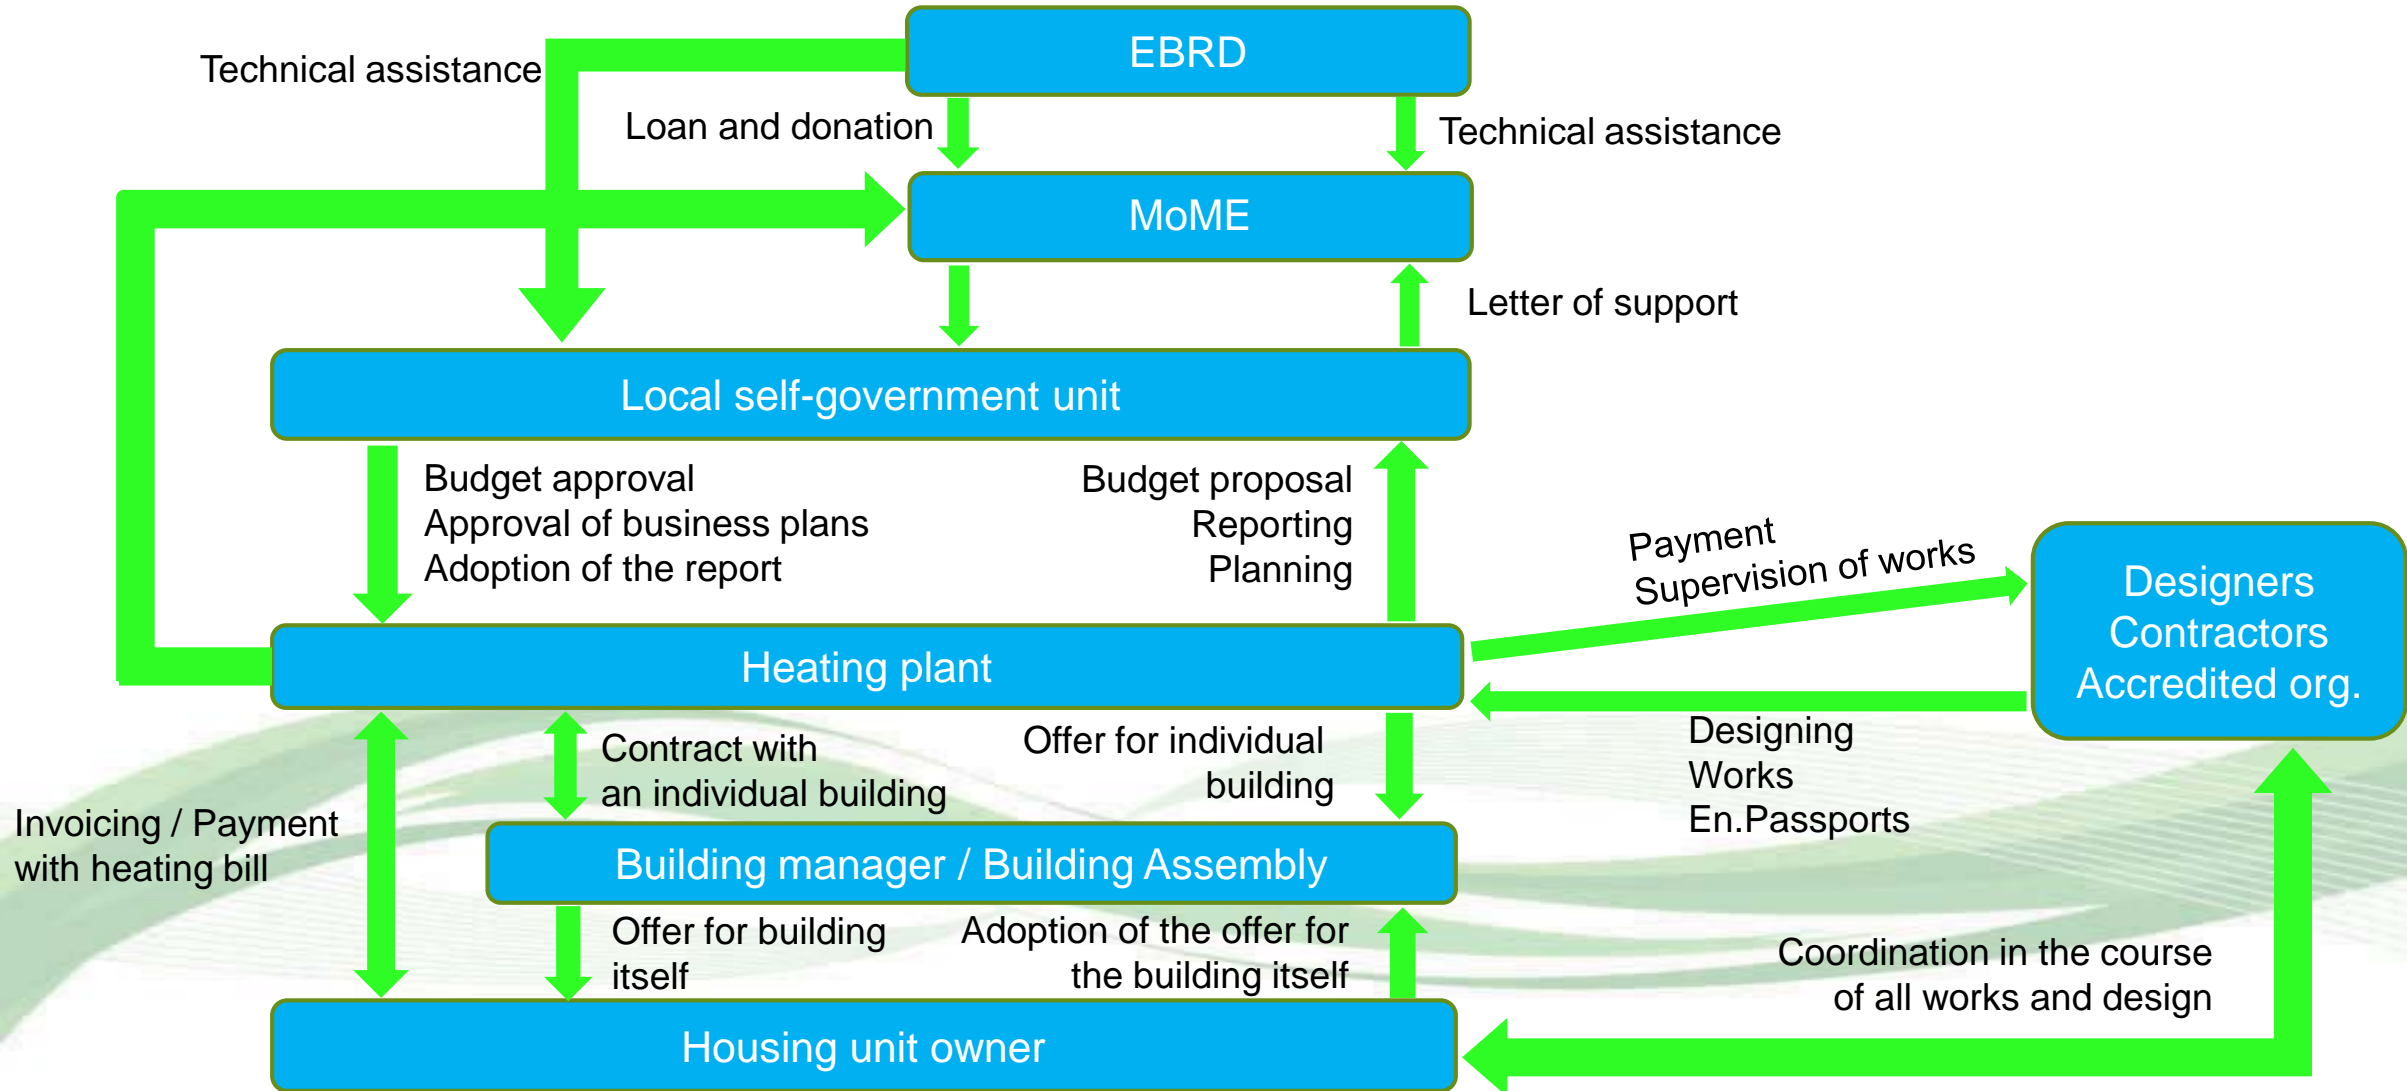 EBRD
Technical assistance
Loan and donation
Technical assistance
MoME
Letter of support
Local self-government unit
Budget approval
Approval of business plans
Adoption of the report
Budget proposal
Reporting
Planning
Payment
Supervision of works
Designers
Contractors
Accredited org.
Heating plant
Designing
Works
En.Passports
Contract with
an individual building
Offer for individual
building
Invoicing / Payment
with heating bill
Building manager / Building Assembly
Offer for building
itself
Adoption of the offer for
the building itself
Coordination in the course
of all works and design
Housing unit owner